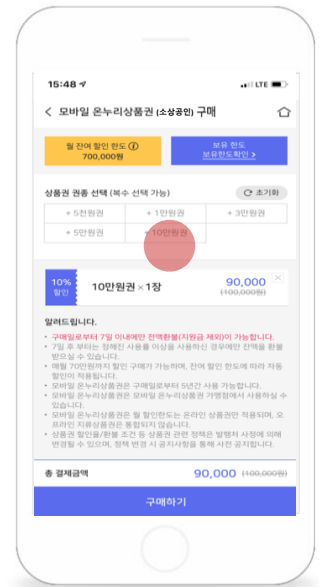 15:48
LTE
모바일 온누리상품권 (소상공인) 구매
월 잔여 할인 한도
700,000원
보유 한도
보유한도확인 >
상품권 권종 선택 (복수 선택 가능)
초기화
+ 5천원권
+ 1만원권
+ 3만원권
+ 5만원권
+ 10만원권
10%
할인
10만원권 × 1장
90,000
(100,000원)
알려드립니다.
• 구매일로부터 7일 이내에만 전액환불(지원금 제외)이 가능합니다.
• 7일 후 부터는 정해진 사용률 이상을 사용하신 경우에만 잔액을 환불
받으실 수 있습니다.
• 매월 70만원까지 할인 구매가 가능하며, 잔여 할인 한도에 따라 자동
할인이 적용됩니다.
• 모바일 온누리상품권은 구매일로부터 5년간 사용 가능합니다.
• 모바일 온누리상품권은 모바일 온누리상품권 가맹점에서 사용하실 수
있습니다.
• 모바일 온누리상품권은 월 할인한도는 온라인 상품권만 적용되며, 오
프라인 지류상품권은 통합되지 않습니다.
• 상품권 할인율/환불 조건 등 상품권 관련 정책은 발행처 사정에 의해
변경될 수 있으며, 정책 변경 시 공지사항을 통해 사전 공지합니다.
총 결제금액
90,000 (100,000원)
구매하기